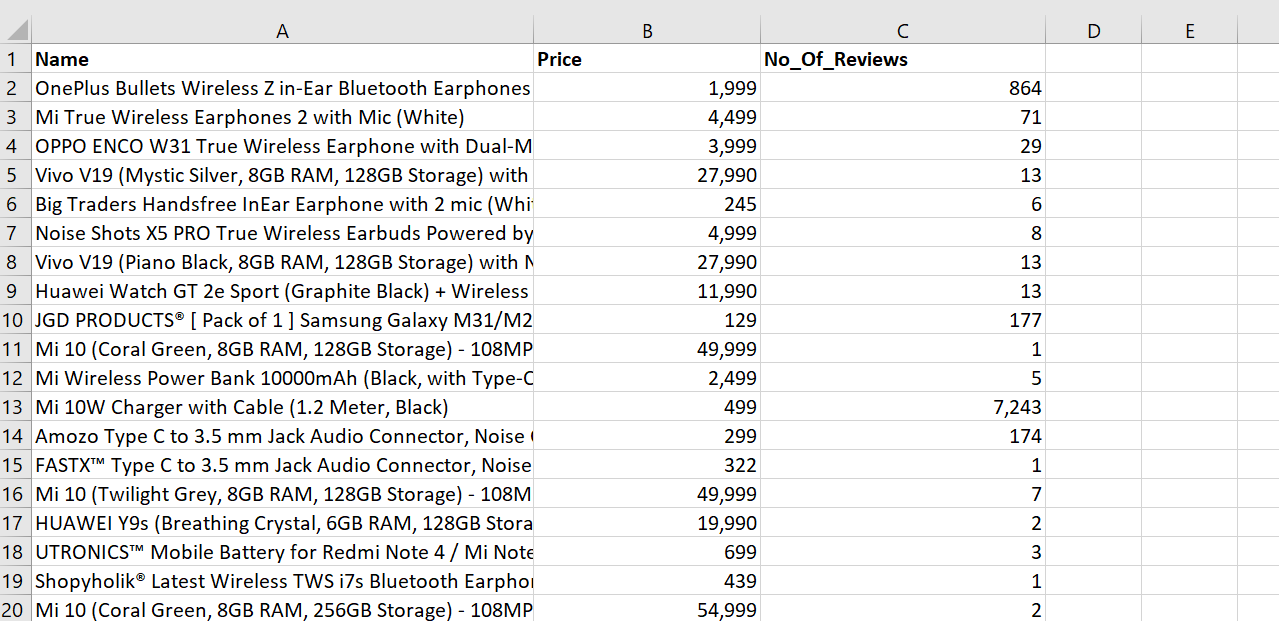 A B C D E
1 Name Price No_Of_Reviews
2 OnePlus Bullets Wireless Z in-Ear Bluetooth Earphones 1,999 864
3 Mi True Wireless Earphones 2 with Mic (White) 4,499 71
4 OPPO ENCO W31 True Wireless Earphone with Dual-M 3,999 29
5 Vivo V19 (Mystic Silver, 8GB RAM, 128GB Storage) with 27,990 13
6 Big Traders Handsfree InEar Earphone with 2 mic (Whi 245 6
7 Noise Shots X5 PRO True Wireless Earbuds Powered by 4,999 8
8 Vivo V19 (Piano Black, 8GB RAM, 128GB Storage) with N 27,990 13
9 Huawei Watch GT 2e Sport (Graphite Black) + Wireless 11,990 13
10 JGD PRODUCTS® [ Pack of 1 ] Samsung Galaxy M31/M2 129 177
11 Mi 10 (Coral Green, 8GB RAM, 128GB Storage) - 108MP 49,999 1
12 Mi Wireless Power Bank 10000mAh (Black, with Type-C 2,499 5
13 Mi 10W Charger with Cable (1.2 Meter, Black) 499 7,243
14 Amozo Type C to 3.5 mm Jack Audio Connector, Noise 299 174
15 FASTX™ Type C to 3.5 mm Jack Audio Connector, Noise 322 1
16 Mi 10 (Twilight Grey, 8GB RAM, 128GB Storage) - 108M 49,999 7
17 HUAWEI Y9s (Breathing Crystal, 6GB RAM, 128GB Stora 19,990 2
18 UTRONICS™ Mobile Battery for Redmi Note 4 / Mi Note 699 3
19 Shopyholik® Latest Wireless TWS i7s Bluetooth Earpho 439 1
20 Mi 10 (Coral Green, 8GB RAM, 256GB Storage) - 108MP 54,999 2